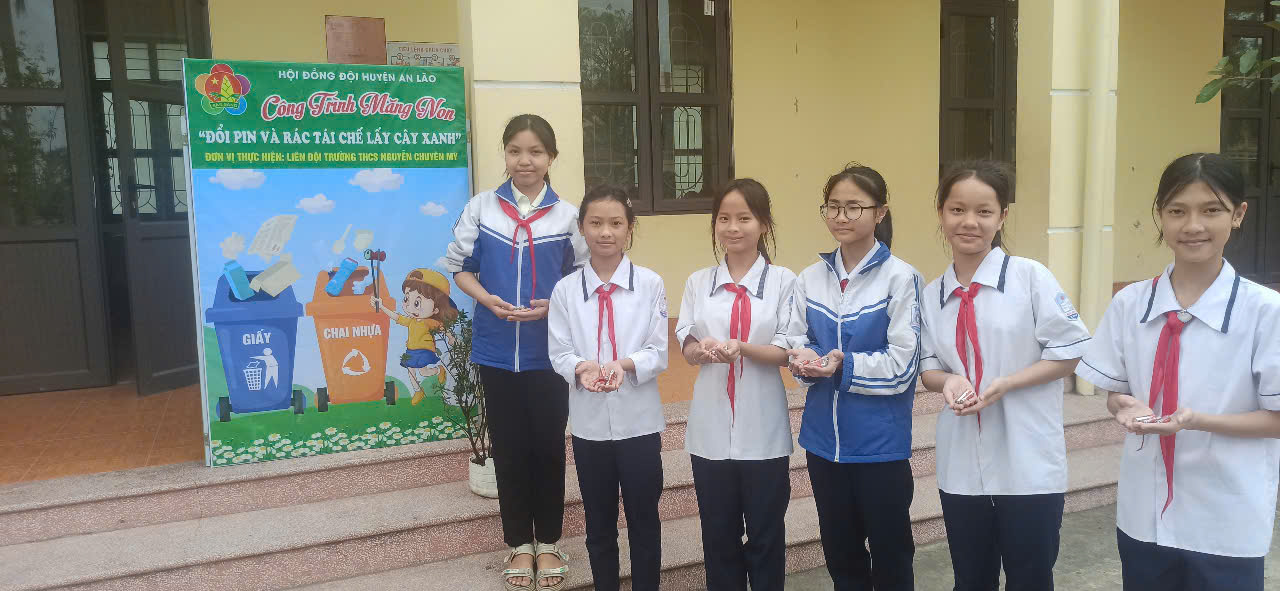 HỘI ĐỒNG ĐỘI HUYỆN AN LÃO
Công Trình Măng Non
"ĐỔI PIN VÀ RÁC TÁI CHẾ LẤY CÂY XANH"
ĐƠN VỊ THỰC HIỆN: LIÊN ĐỘI TRƯỜNG THCS NGUYỄN CHUYÊN MỸ
GIẤY
CHAI NHỰA